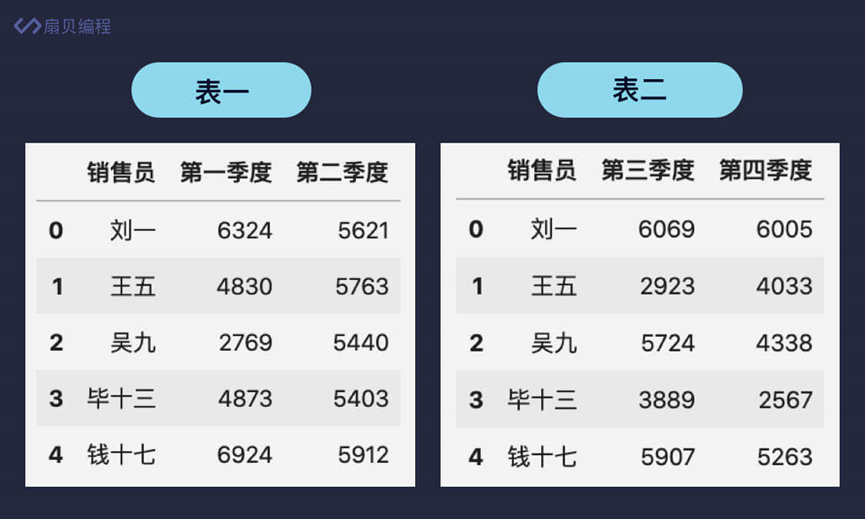 扇贝编程
表一
销售员 第一季度 第二季度
0 刘一 6324 5621
1 王五 4830 5763
2 吴九 2769 5440
3 毕十三 4873 5403
4 钱十七 6924 5912
表二
销售员 第三季度 第四季度
0 刘一 6069 6005
1 王五 2923 4033
2 吴九 5724 4338
3 毕十三 3889 2567
4 钱十七 5907 5263